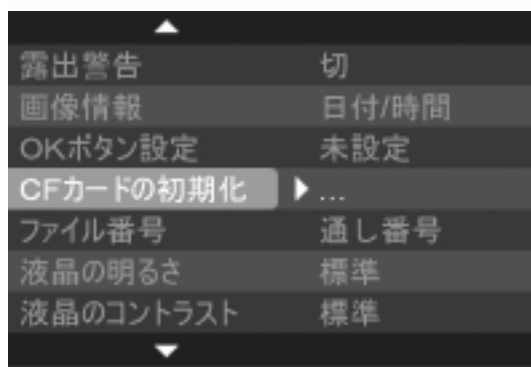 露出警告 切
画像情報 日付/時間
OKボタン設定 未設定
CFカードの初期化 ...
ファイル番号 通し番号
液晶の明るさ 標準
液晶のコントラスト 標準